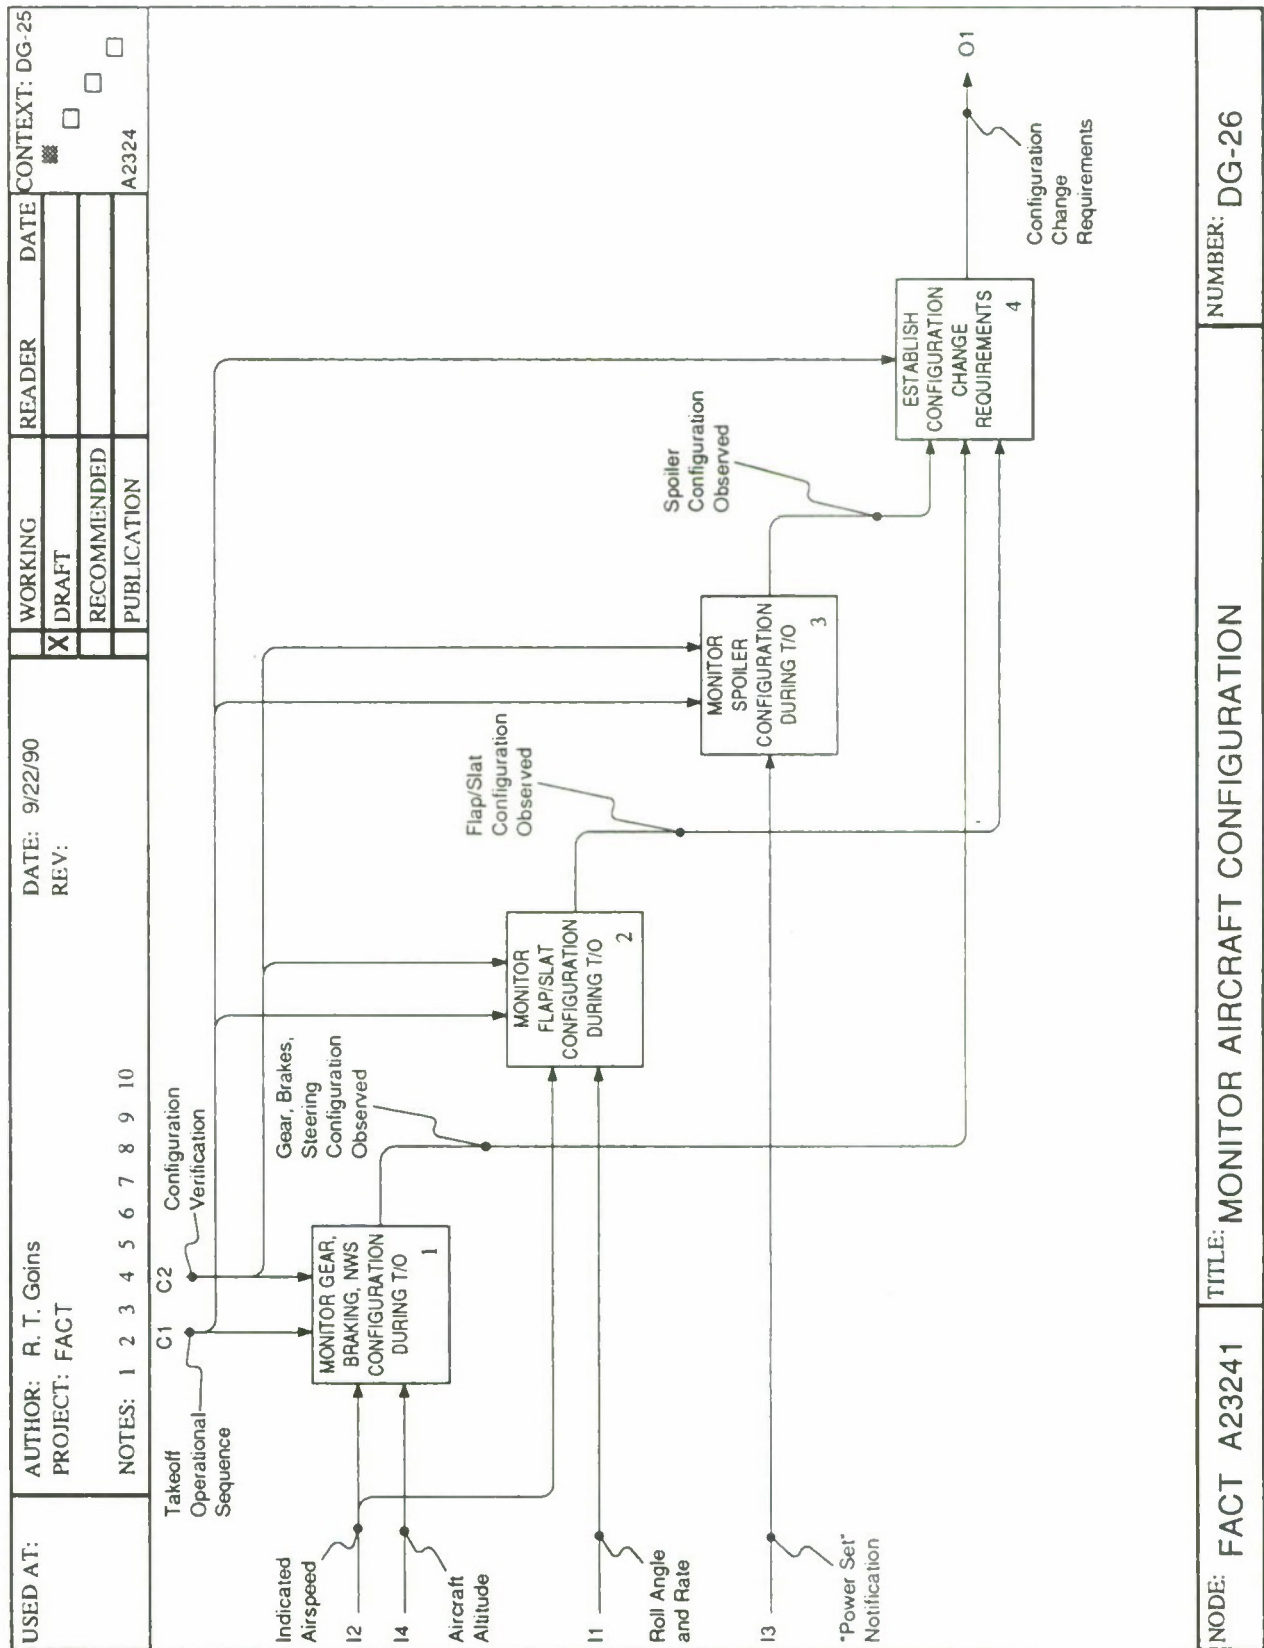 USED AT:
AUTHOR: R. T. Goins
PROJECT: FACT
NOTES: 1 2 3 4 5 6 7 8 9 10
DATE: 9/22/90
REV:
WORKING
X DRAFT
RECOMMENDED
PUBLICATION
READER
DATE
CONTEXT: DG-25
A2324
Takeoff
Operational
Sequence
C1
C2
Configuration
Verification
Indicated
Airspeed
I2
I4
Aircraft
Altitude
MONITOR GEAR,
BRAKING, NWS
CONFIGURATION
DURING T/O
1
Gear, Brakes,
Steering
Configuration
Observed
I1
Roll Angle
and Rate
MONITOR
FLAP/SLAT
CONFIGURATION
DURING T/O
2
Flap/Slat
Configuration
Observed
I3
"Power Set"
Notification
MONITOR
SPOILER
CONFIGURATION
DURING T/O
3
Spoiler
Configuration
Observed
ESTABLISH
CONFIGURATION
CHANGE
REQUIREMENTS
4
O1
Configuration
Change
Requirements
NODE: FACT A23241
TITLE: MONITOR AIRCRAFT CONFIGURATION
NUMBER: DG-26